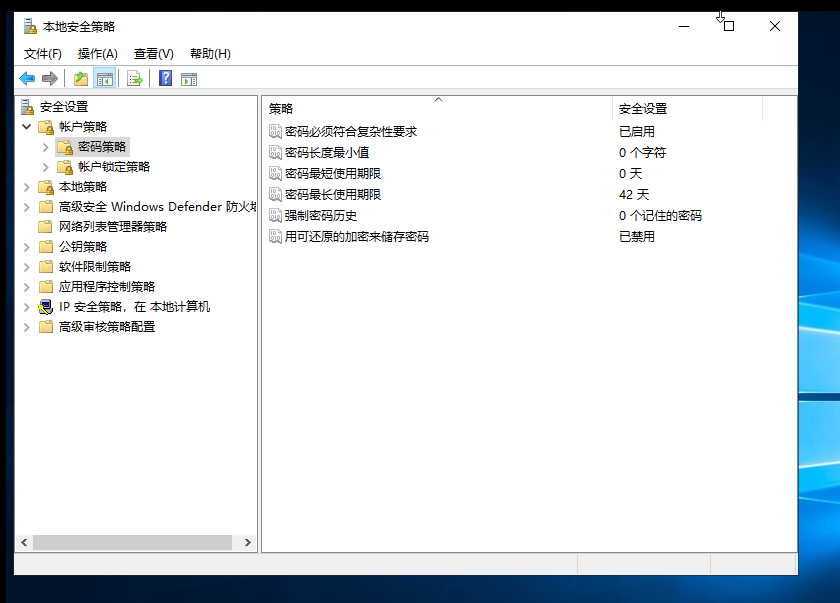 本地安全策略
文件(F) 操作(A) 查看(V) 帮助(H)
安全设置
帐户策略
密码策略
帐户锁定策略
本地策略
高级安全 Windows Defender 防火
网络列表管理器策略
公钥策略
软件限制策略
应用程序控制策略
IP 安全策略，在 本地计算机
高级审核策略配置
策略 安全设置
密码必须符合复杂性要求 已启用
密码长度最小值 0 个字符
密码最短使用期限 0 天
密码最长使用期限 42 天
强制密码历史 0 个记住的密码
用可还原的加密来储存密码 已禁用